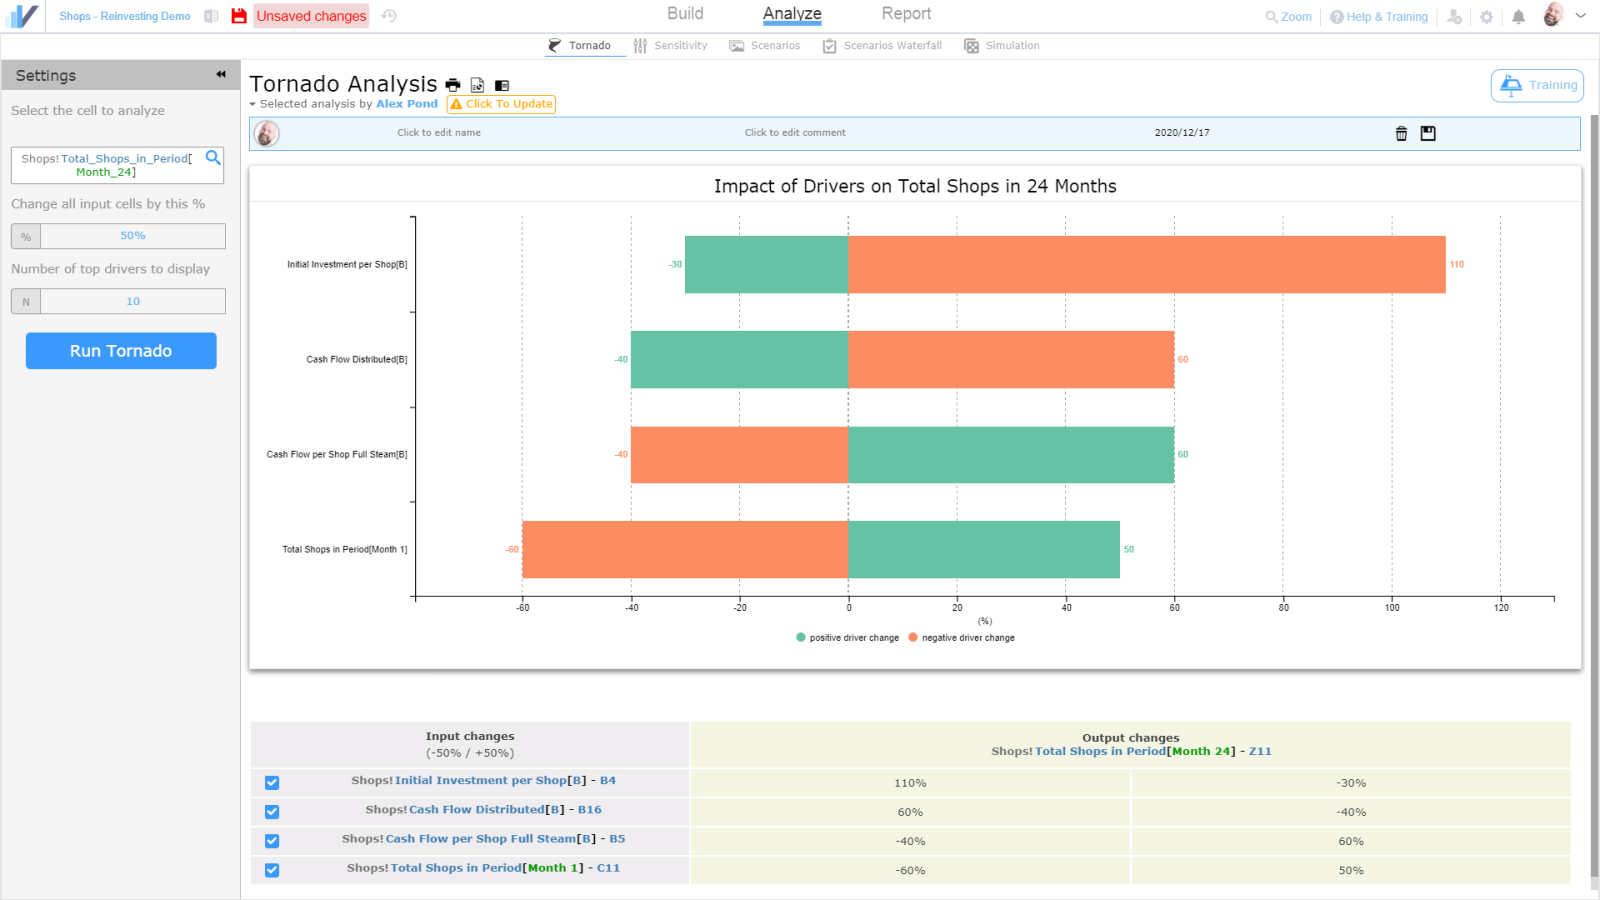 Shops - Reinvesting Demo
Unsaved changes
Build
Analyze
Report
Zoom
Help & Training
Tornado
Sensitivity
Scenarios
Scenarios Waterfall
Simulation
Settings
Select the cell to analyze
Shops!Total_Shops_in_Period[
Month_24]
Change all input cells by this %
% 50%
Number of top drivers to display
N 10
Run Tornado
Tornado Analysis
Training
Selected analysis by Alex Pond Click To Update
Click to edit name Click to edit comment 2020/12/17
Impact of Drivers on Total Shops in 24 Months
Initial Investment per Shop[B] -30 110
Cash Flow Distributed[B] -40 60
Cash Flow per Shop Full Steam[B] -40 60
Total Shops in Period[Month 1] -60 50
-60 -40 -20 0 20 40 60 80 100 120
(%)
positive driver change negative driver change
Input changes
(-50% / +50%)
Output changes
Shops!Total Shops in Period[Month 24] - Z11
Shops!Initial Investment per Shop[B] - B4 110% -30%
Shops!Cash Flow Distributed[B] - B16 60% -40%
Shops!Cash Flow per Shop Full Steam[B] - B5 -40% 60%
Shops!Total Shops in Period[Month 1] - C11 -60% 50%